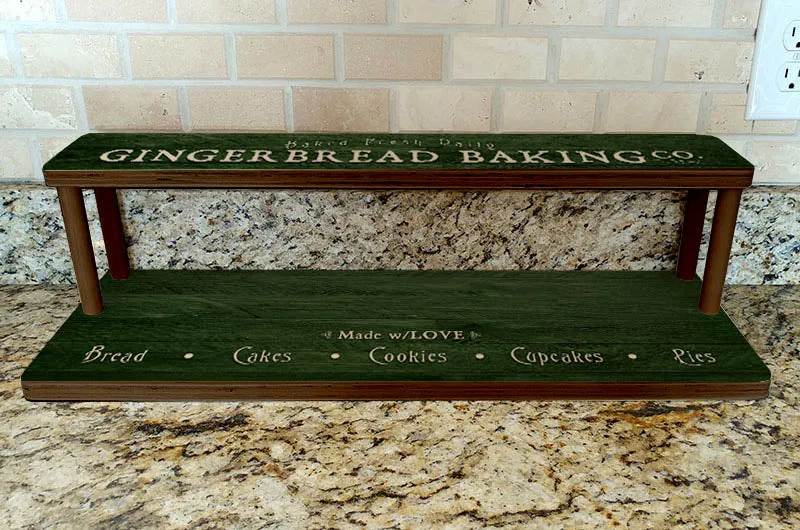 Baked Fresh Daily
GINGERBREAD BAKING CO.
Made w/LOVE
Bread • Cakes • Cookies • Cupcakes • Pies